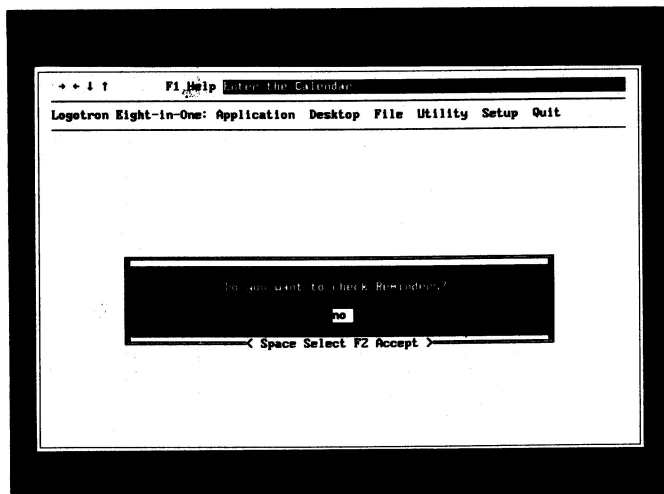 → ← ↓ ↑ F1 Help Enter the Calendar
Logotron Eight-in-One: Application Desktop File Utility Setup Quit
Do you want to check Reminders?
no
< Space Select F2 Accept >